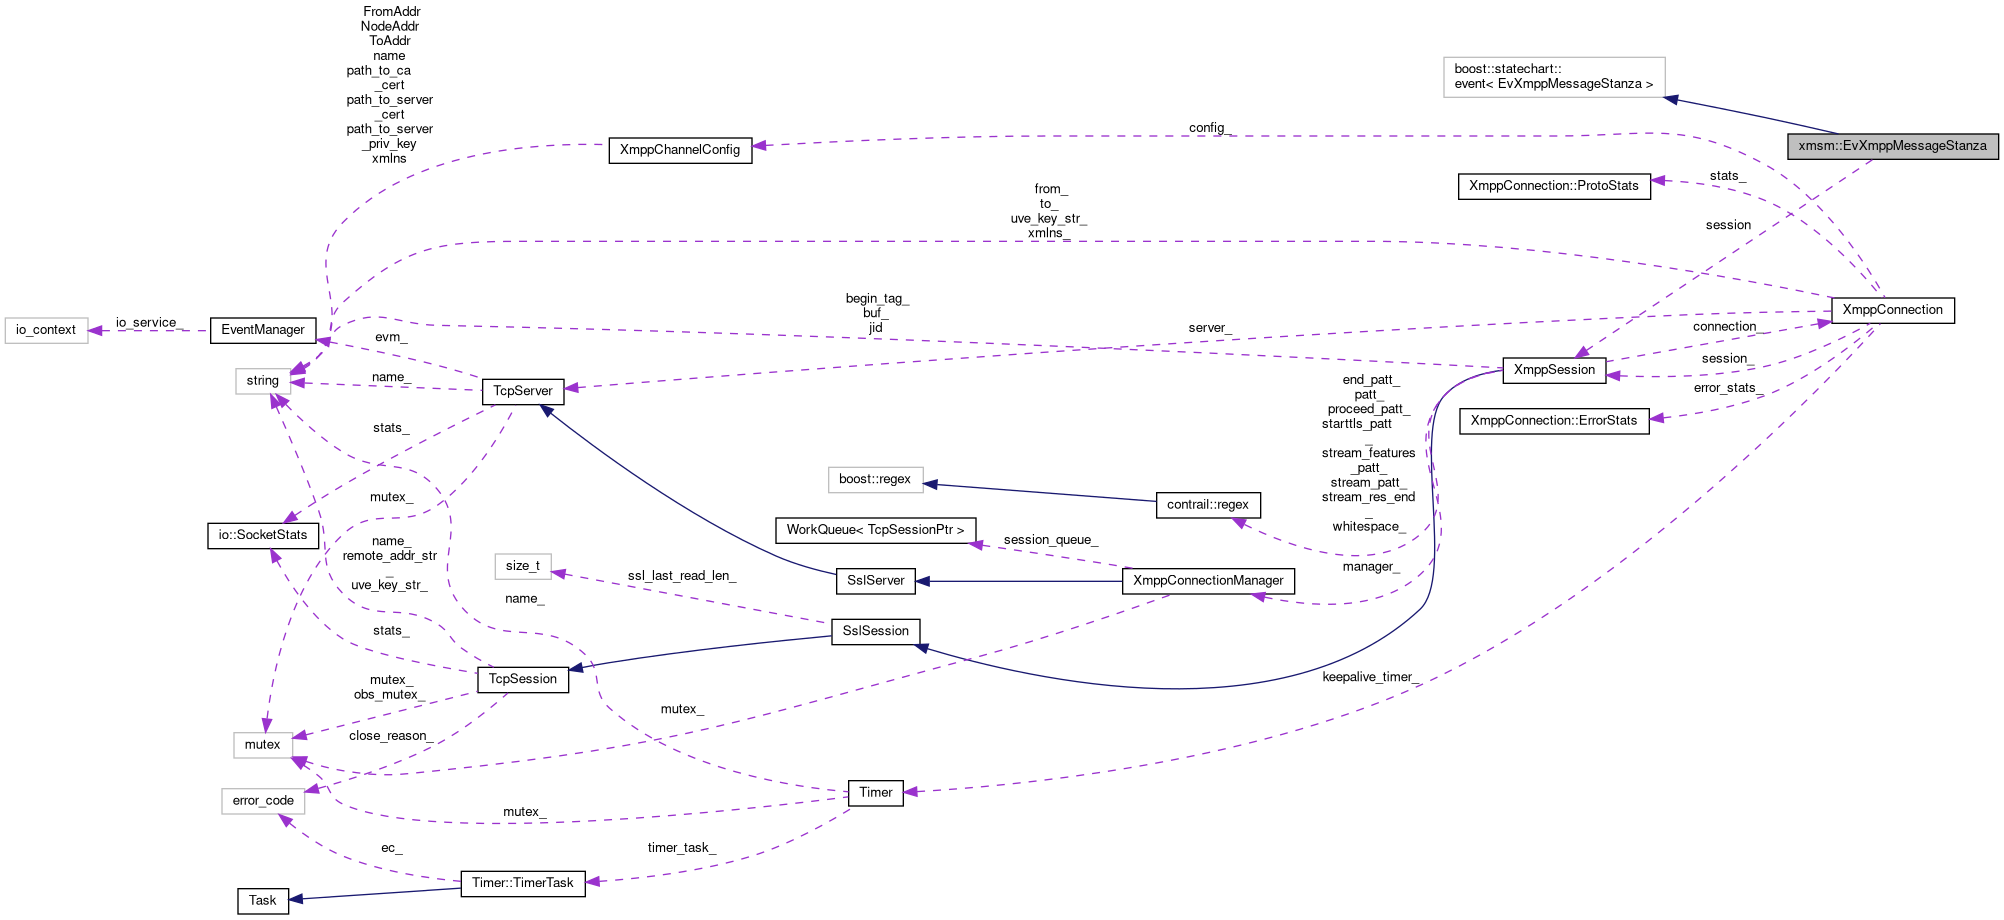 FromAddr
NodeAddr
ToAddr
name
path_to_ca
_cert
path_to_server
_cert
path_to_server
_priv_key
xmlns
boost::statechart::
event< EvXmppMessageStanza >
config_
XmppChannelConfig
xmsm::EvXmppMessageStanza
stats_
XmppConnection::ProtoStats
from_
to_
uve_key_str_
xmlns_
session
begin_tag_
buf_
jid
XmppConnection
io_context
io_service_
EventManager
evm_
server_
connection_
string
name_
TcpServer
session_
XmppSession
end_patt_
patt_
proceed_patt_
starttls_patt
_
stream_features
_patt_
stream_patt_
stream_res_end
_
whitespace_
error_stats_
XmppConnection::ErrorStats
stats_
boost::regex
contrail::regex
mutex_
WorkQueue< TcpSessionPtr >
session_queue_
io::SocketStats
name_
remote_addr_str
_
uve_key_str_
size_t
ssl_last_read_len_
SslServer
XmppConnectionManager
manager_
name_
stats_
SslSession
TcpSession
mutex_
obs_mutex_
keepalive_timer_
mutex_
close_reason_
mutex
error_code
Timer
mutex_
ec_
timer_task_
Timer::TimerTask
Task